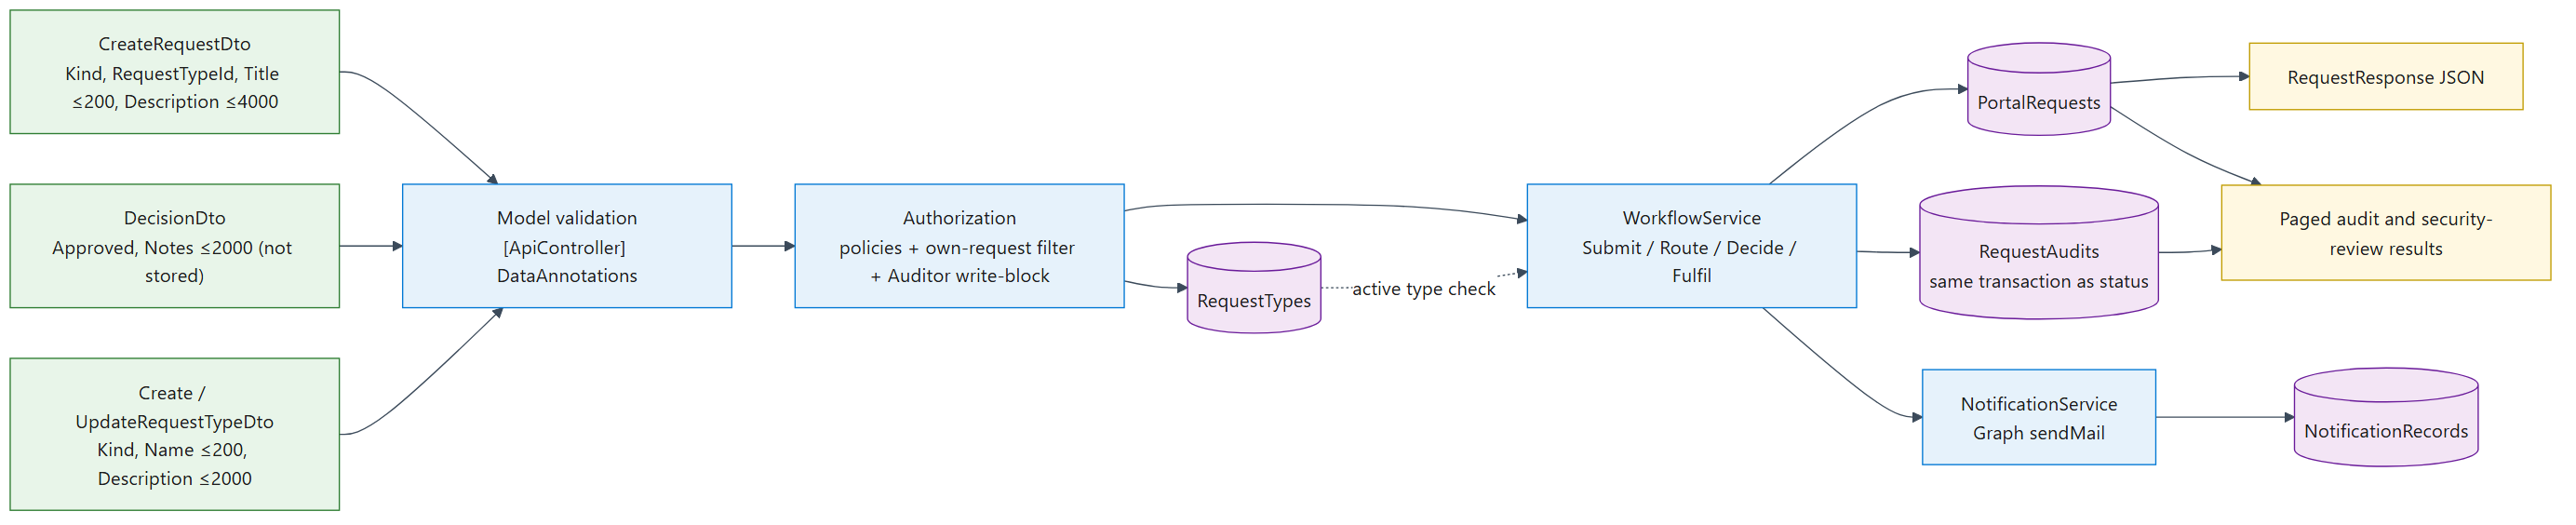 CreateRequestDto
Kind, RequestTypeId, Title
≤200, Description ≤4000
DecisionDto
Approved, Notes ≤2000 (not
stored)
Create /
UpdateRequestTypeDto
Kind, Name ≤200,
Description ≤2000
Model validation
[ApiController]
DataAnnotations
Authorization
policies + own-request filter
+ Auditor write-block
RequestTypes
active type check
WorkflowService
Submit / Route / Decide /
Fulfil
PortalRequests
RequestAudits
same transaction as status
NotificationService
Graph sendMail
RequestResponse JSON
Paged audit and security-
review results
NotificationRecords